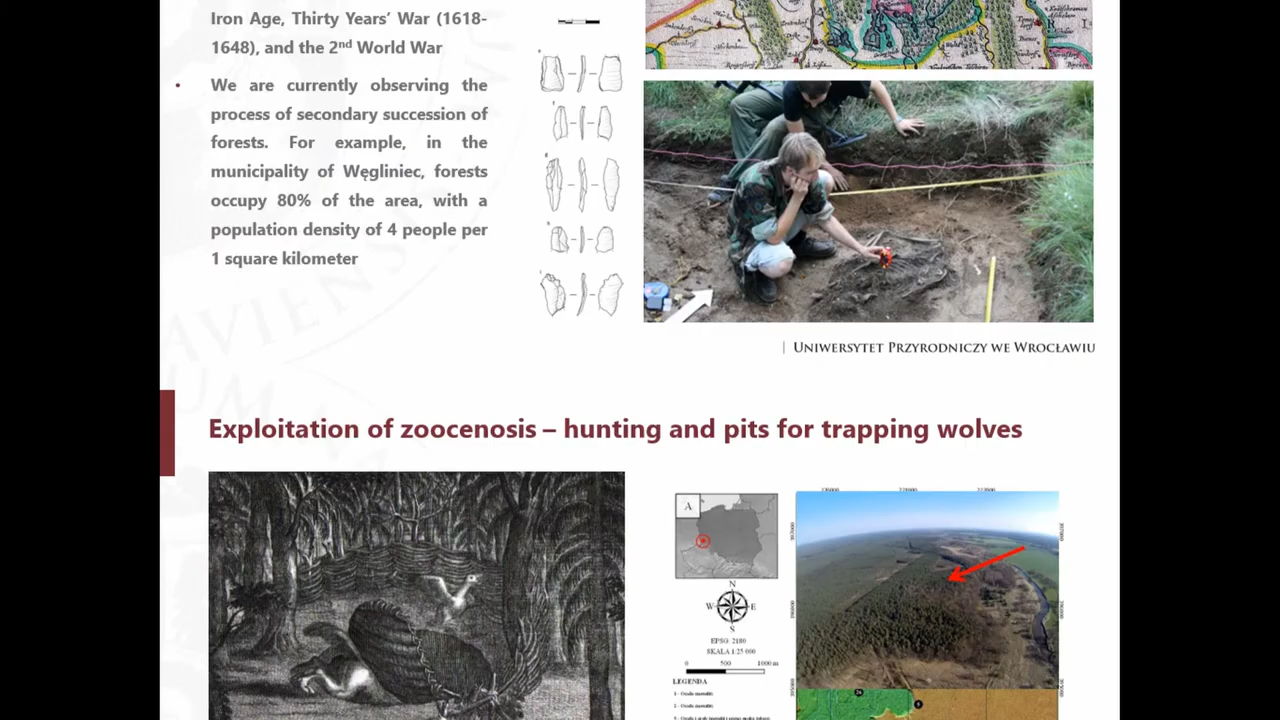 Iron Age, Thirty Years’ War (1618-
1648), and the 2nd World War
• We are currently observing the
process of secondary succession of
forests. For example, in the
municipality of Węgliniec, forests
occupy 80% of the area, with a
population density of 4 people per
1 square kilometer
| Uniwersytet Przyrodniczy we Wrocławiu
Exploitation of zoocenosis – hunting and pits for trapping wolves
A
N
W E
S
EPSG: 2180
SKALA 1:25 000
0 500 1000 m
LEGENDA